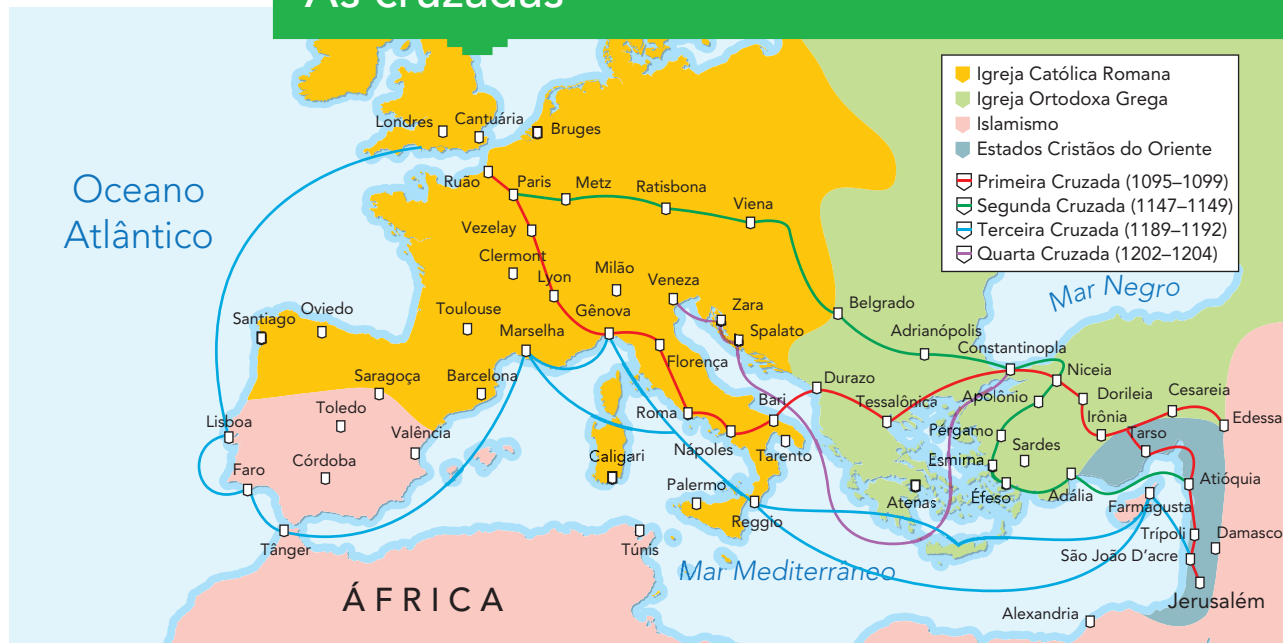 As cruzadas
Igreja Católica Romana
Igreja Ortodoxa Grega
Islamismo
Estados Cristãos do Oriente
Primeira Cruzada (1095–1099)
Segunda Cruzada (1147–1149)
Terceira Cruzada (1189–1192)
Quarta Cruzada (1202–1204)
Londres
Cantuária
Bruges
Oceano
Atlântico
Ruão
Paris
Metz
Ratisbona
Viena
Vezelay
Clermont
Lyon
Milão
Veneza
Zara
Spalato
Belgrado
Mar Negro
Santiago
Oviedo
Toulouse
Marselha
Gênova
Florença
Adrianópolis
Constantinopla
Niceia
Saragoça
Barcelona
Roma
Bari
Durazo
Tessalônica
Apolônio
Dorileia
Cesareia
Lisboa
Toledo
Valência
Nápoles
Tarento
Pérgamo
Sardes
Irônia
Tarso
Edessa
Faro
Córdoba
Caligari
Palermo
Reggio
Atenas
Esmirna
Éfeso
Adália
Atióquia
Farmagusta
Tânger
Túnis
Mar Mediterrâneo
Trípoli
Damasco
São João D'acre
ÁFRICA
Alexandria
Jerusalém